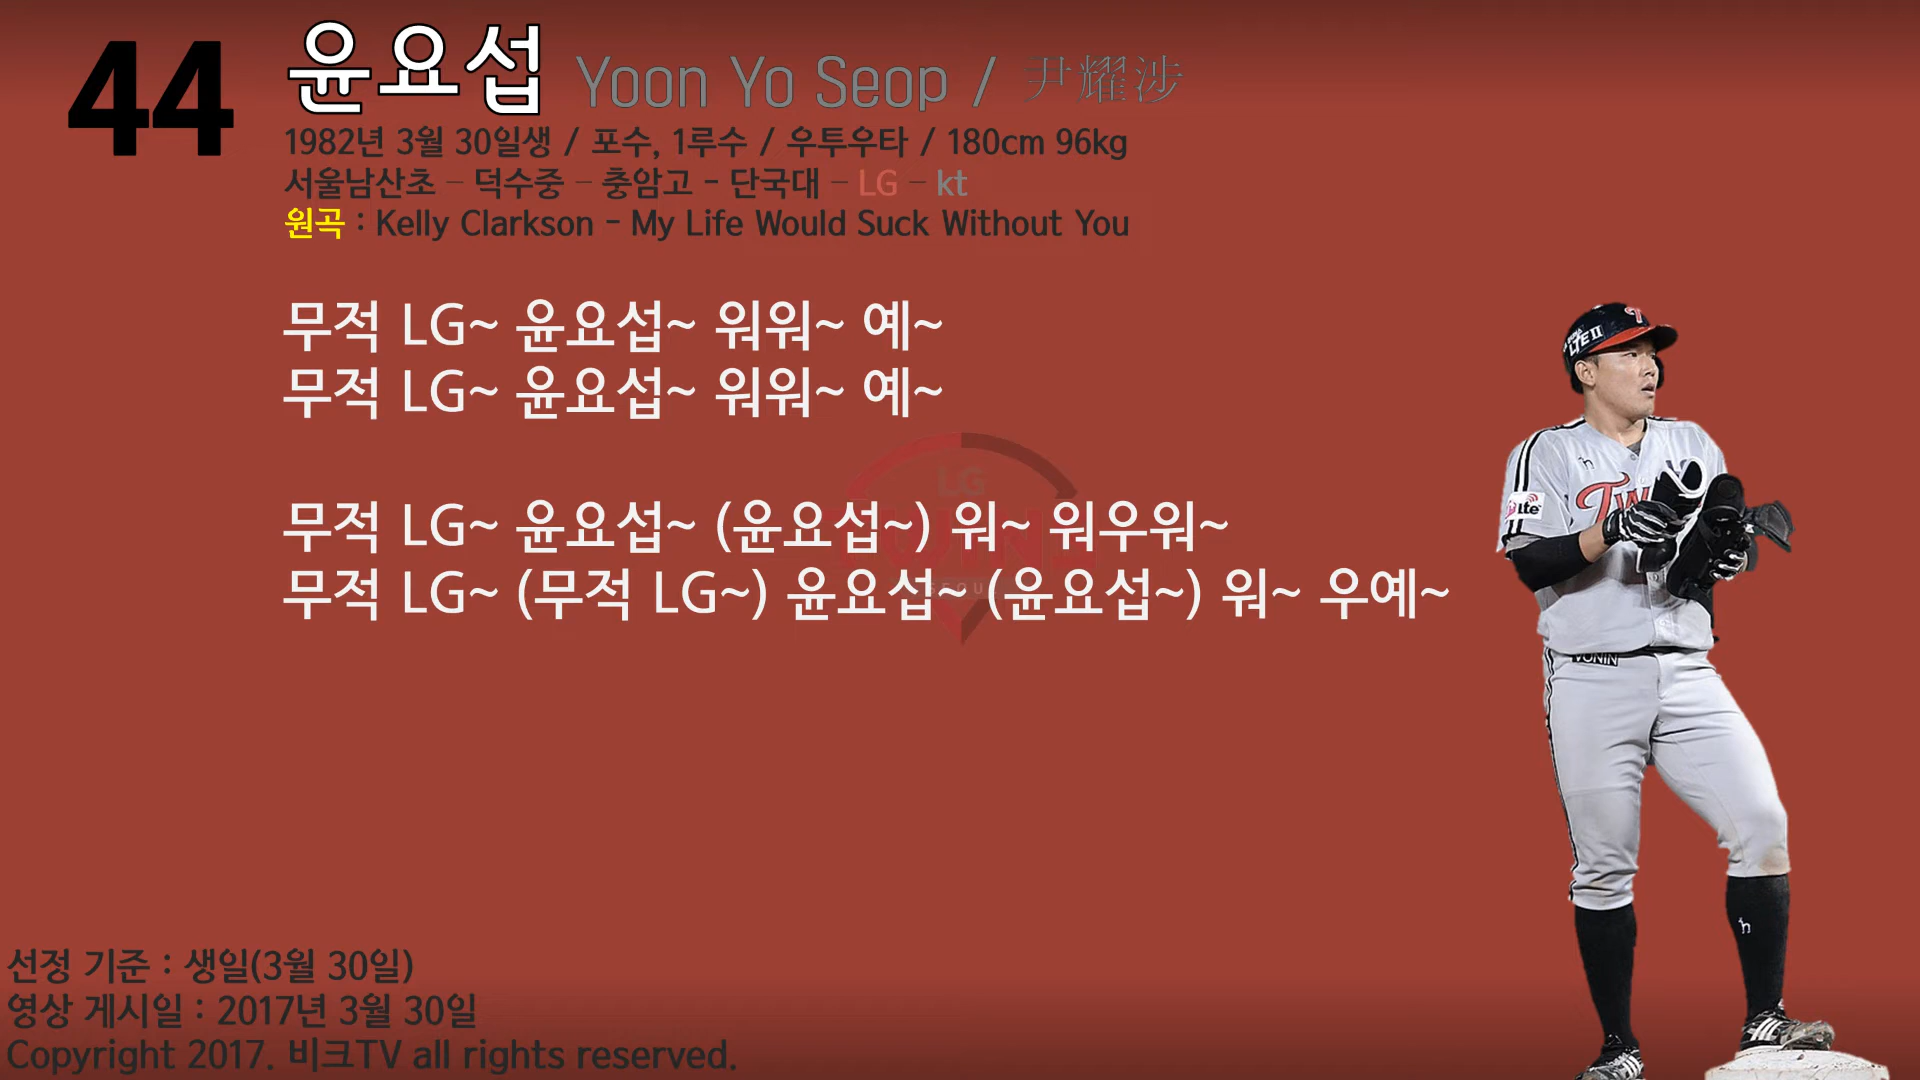 44 윤요섭 Yoon Yo Seop / 尹耀涉
1982년 3월 30일생 / 포수, 1루수 / 우투우타 / 180cm 96kg
서울남산초 – 덕수중 – 충암고 - 단국대 – LG – kt
원곡 : Kelly Clarkson - My Life Would Suck Without You
무적 LG~ 윤요섭~ 워워~ 예~
무적 LG~ 윤요섭~ 워워~ 예~
LG
무적 LG~ 윤요섭~ (윤요섭~) 워~ 워우워~
무적 LG~ (무적 LG~) 윤요섭~ (윤요섭~) 워~ 우예~
선정 기준 : 생일(3월 30일)
영상 게시일 : 2017년 3월 30일
Copyright 2017. 비크TV all rights reserved.